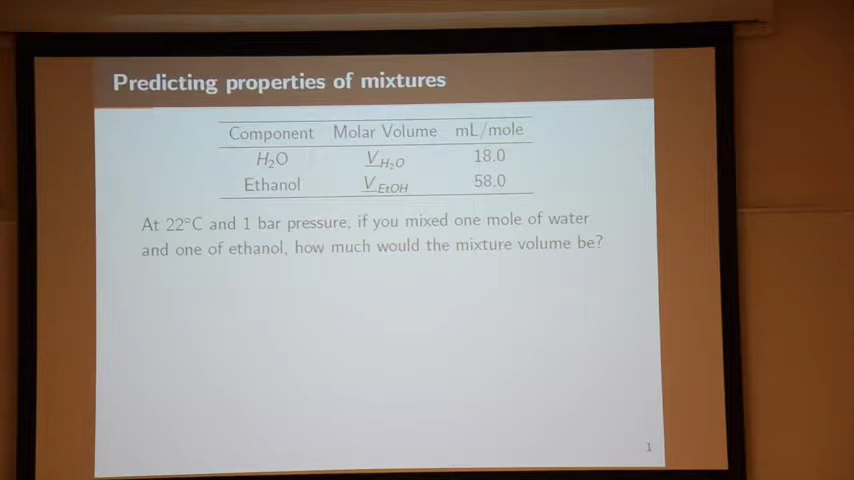 Predicting properties of mixtures
Component Molar Volume mL/mole
H₂O V_H₂O 18.0
Ethanol V_EtOH 58.0
At 22°C and 1 bar pressure, if you mixed one mole of water
and one of ethanol, how much would the mixture volume be?
1